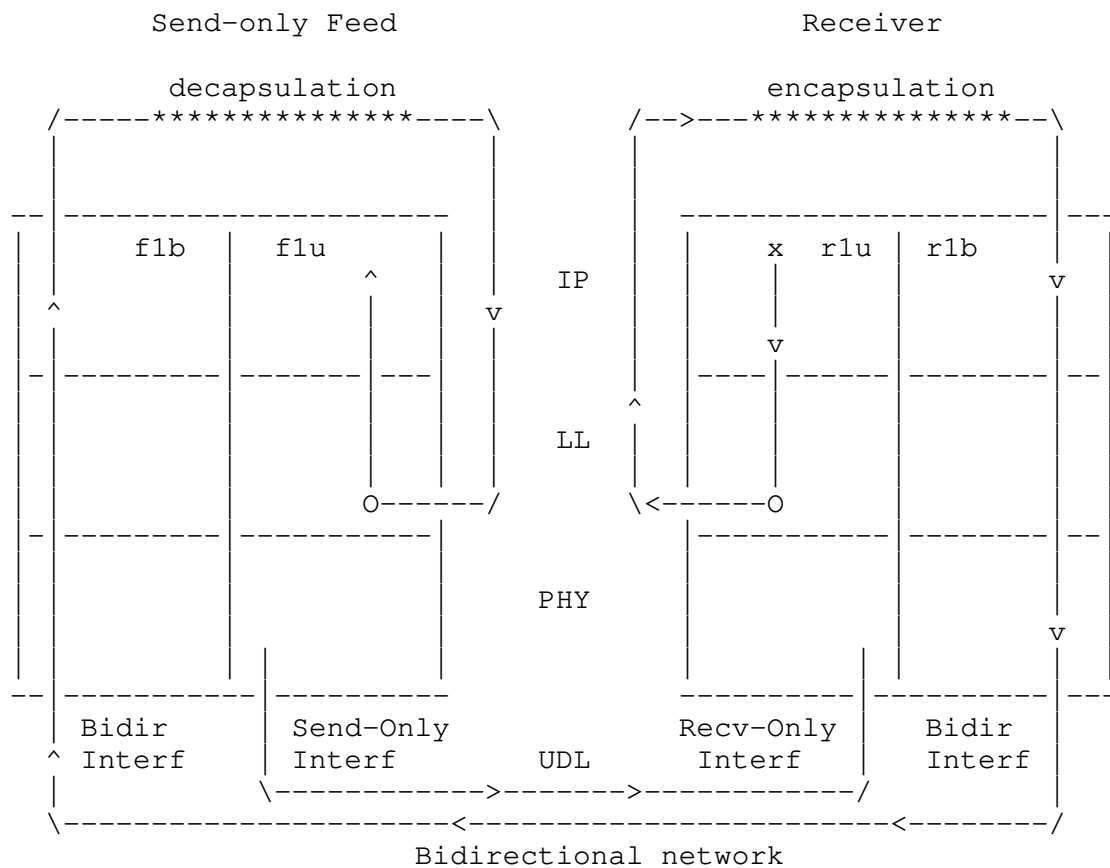 Send-only Feed Receiver
decapsulation encapsulation
/-----***************----\ /-->---***************--\
f1b f1u x r1u r1b
^ IP v
^ v
v
^
LL
O------/ \<------O
PHY
v
Bidir Send-Only Recv-Only Bidir
^ Interf Interf UDL Interf Interf
\------------>-------->------------/
\-----------------------<------------------------<--------/
Bidirectional network